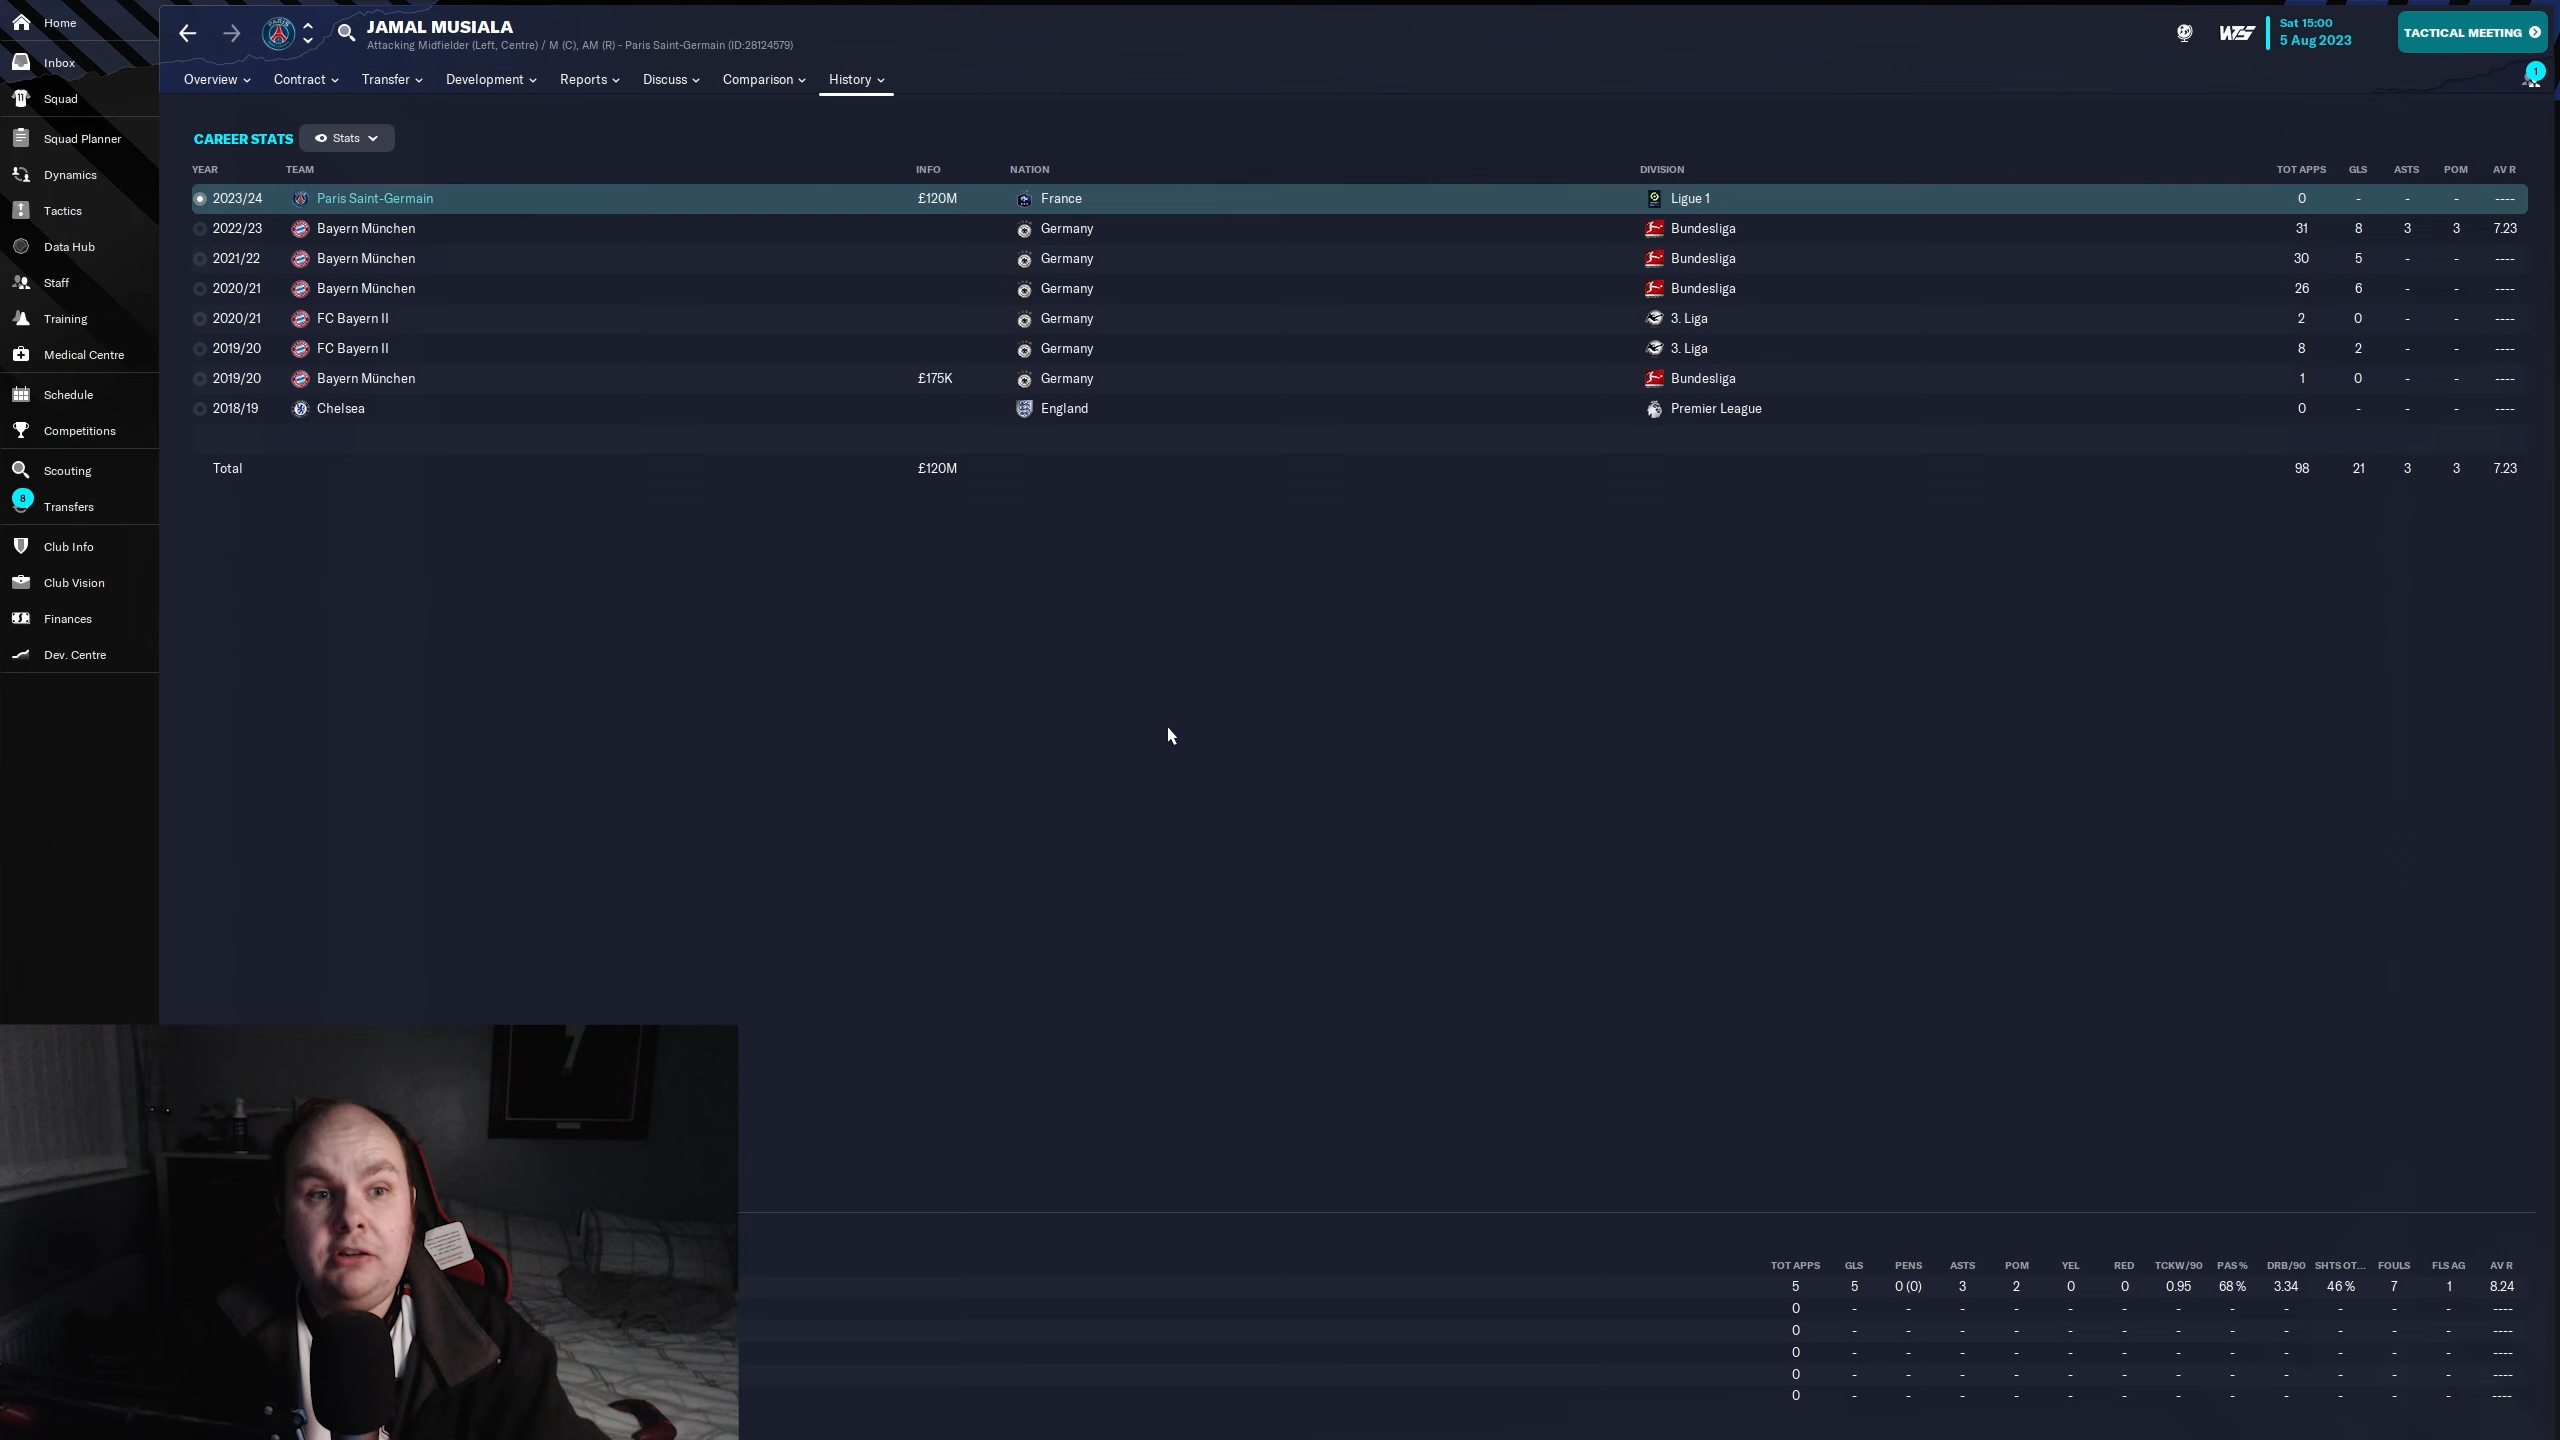 Home
Inbox
Squad
Squad Planner
Dynamics
Tactics
Data Hub
Staff
Training
Medical Centre
Schedule
Competitions
Scouting
8
Transfers
Club Info
Club Vision
Finances
Dev. Centre
JAMAL MUSIALA
Attacking Midfielder (Left, Centre) / M (C), AM (R) - Paris Saint-Germain (ID:28124579)
Sat 15:00
5 Aug 2023
TACTICAL MEETING
1
Overview Contract Transfer Development Reports Discuss Comparison History
CAREER STATS Stats
YEAR TEAM INFO NATION DIVISION TOT APPS GLS ASTS POM AV R
2023/24 Paris Saint-Germain £120M France Ligue 1 0 - - - ----
2022/23 Bayern München Germany Bundesliga 31 8 3 3 7.23
2021/22 Bayern München Germany Bundesliga 30 5 - - ----
2020/21 Bayern München Germany Bundesliga 26 6 - - ----
2020/21 FC Bayern II Germany 3. Liga 2 0 - - ----
2019/20 FC Bayern II Germany 3. Liga 8 2 - - ----
2019/20 Bayern München £175K Germany Bundesliga 1 0 - - ----
2018/19 Chelsea England Premier League 0 - - - ----
Total £120M 98 21 3 3 7.23
TOT APPS GLS PENS ASTS POM YEL RED TCKW/90 PAS % DRB/90 SHTS OT... FOULS FLS AG AV R
5 5 0 (0) 3 2 0 0 0.95 68 % 3.34 46 % 7 1 8.24
0 - - - - - - - - - - - - ----
0 - - - - - - - - - - - - ----
0 - - - - - - - - - - - - ----
0 - - - - - - - - - - - - ----
0 - - - - - - - - - - - - ----